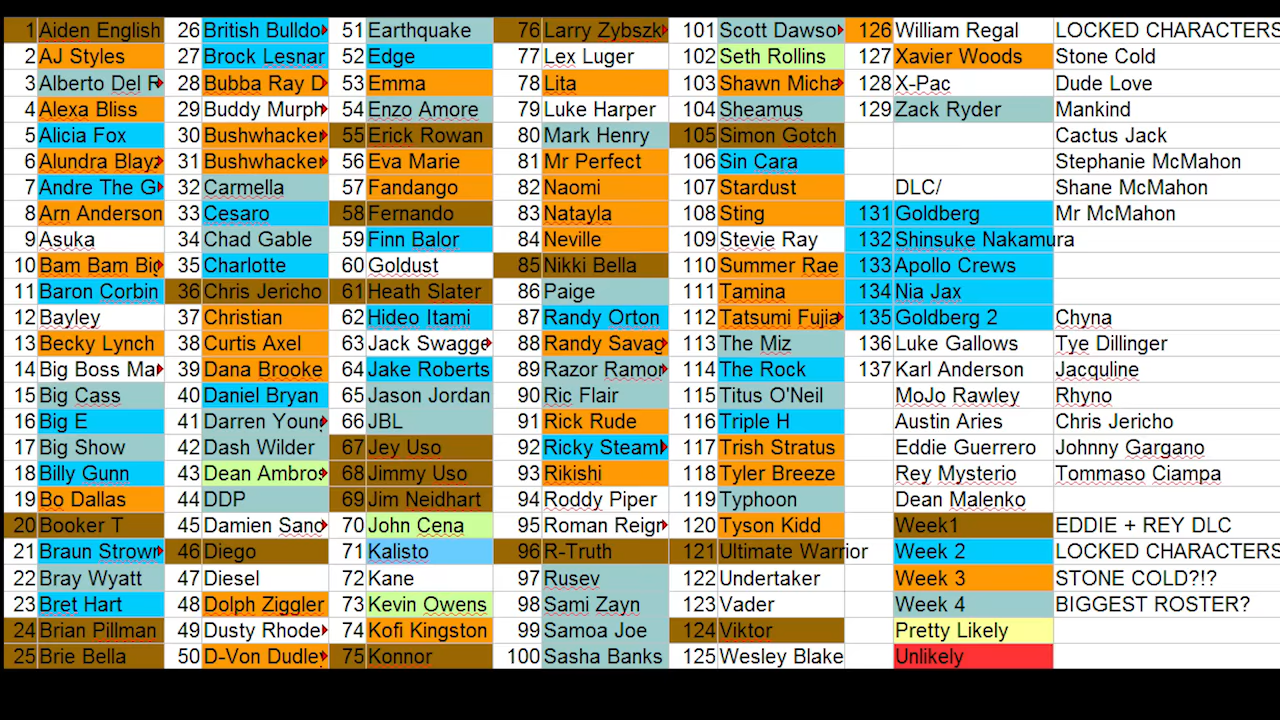 1 Aiden English 26 British Bulldo 51 Earthquake 76 Larry Zybszk 101 Scott Dawso 126 William Regal LOCKED CHARACTERS
2 AJ Styles 27 Brock Lesnar 52 Edge 77 Lex Luger 102 Seth Rollins 127 Xavier Woods Stone Cold
3 Alberto Del R 28 Bubba Ray D 53 Emma 78 Lita 103 Shawn Micha 128 X-Pac Dude Love
4 Alexa Bliss 29 Buddy Murph 54 Enzo Amore 79 Luke Harper 104 Sheamus 129 Zack Ryder Mankind
5 Alicia Fox 30 Bushwhacker 55 Erick Rowan 80 Mark Henry 105 Simon Gotch Cactus Jack
6 Alundra Blayz 31 Bushwhacker 56 Eva Marie 81 Mr Perfect 106 Sin Cara Stephanie McMahon
7 Andre The G 32 Carmella 57 Fandango 82 Naomi 107 Stardust DLC/ Shane McMahon
8 Arn Anderson 33 Cesaro 58 Fernando 83 Natayla 108 Sting 131 Goldberg Mr McMahon
9 Asuka 34 Chad Gable 59 Finn Balor 84 Neville 109 Stevie Ray 132 Shinsuke Nakamura
10 Bam Bam Big 35 Charlotte 60 Goldust 85 Nikki Bella 110 Summer Rae 133 Apollo Crews
11 Baron Corbin 36 Chris Jericho 61 Heath Slater 86 Paige 111 Tamina 134 Nia Jax
12 Bayley 37 Christian 62 Hideo Itami 87 Randy Orton 112 Tatsumi Fujia 135 Goldberg 2 Chyna
13 Becky Lynch 38 Curtis Axel 63 Jack Swagge 88 Randy Savag 113 The Miz 136 Luke Gallows Tye Dillinger
14 Big Boss Ma 39 Dana Brooke 64 Jake Roberts 89 Razor Ramor 114 The Rock 137 Karl Anderson Jacquline
15 Big Cass 40 Daniel Bryan 65 Jason Jordan 90 Ric Flair 115 Titus O'Neil MoJo Rawley Rhyno
16 Big E 41 Darren Youn 66 JBL 91 Rick Rude 116 Triple H Austin Aries Chris Jericho
17 Big Show 42 Dash Wilder 67 Jey Uso 92 Ricky Steam 117 Trish Stratus Eddie Guerrero Johnny Gargano
18 Billy Gunn 43 Dean Ambros 68 Jimmy Uso 93 Rikishi 118 Tyler Breeze Rey Mysterio Tommaso Ciampa
19 Bo Dallas 44 DDP 69 Jim Neidhart 94 Roddy Piper 119 Typhoon Dean Malenko
20 Booker T 45 Damien Sand 70 John Cena 95 Roman Reign 120 Tyson Kidd Week1 EDDIE + REY DLC
21 Braun Strowr 46 Diego 71 Kalisto 96 R-Truth 121 Ultimate Warrior Week 2 LOCKED CHARACTERS
22 Bray Wyatt 47 Diesel 72 Kane 97 Rusev 122 Undertaker Week 3 STONE COLD?!?
23 Bret Hart 48 Dolph Ziggler 73 Kevin Owens 98 Sami Zayn 123 Vader Week 4 BIGGEST ROSTER?
24 Brian Pillman 49 Dusty Rhode 74 Kofi Kingston 99 Samoa Joe 124 Viktor Pretty Likely
25 Brie Bella 50 D-Von Dudle 75 Konnor 100 Sasha Banks 125 Wesley Blake Unlikely